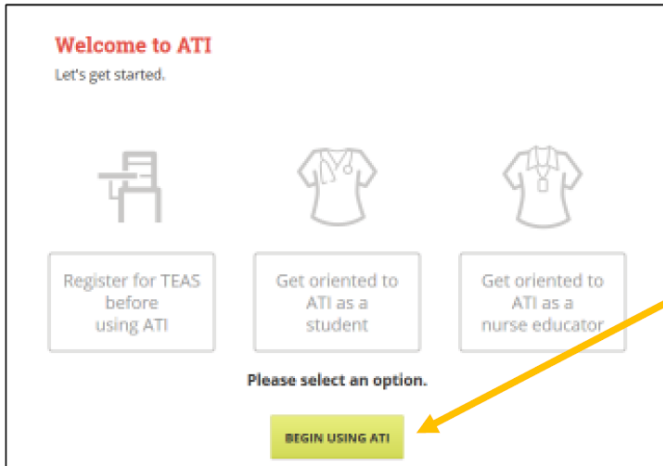 Welcome to ATI
Let's get started.
Register for TEAS
before
using ATI
Get oriented to
ATI as a
student
Get oriented to
ATI as a
nurse educator
Please select an option.
BEGIN USING ATI